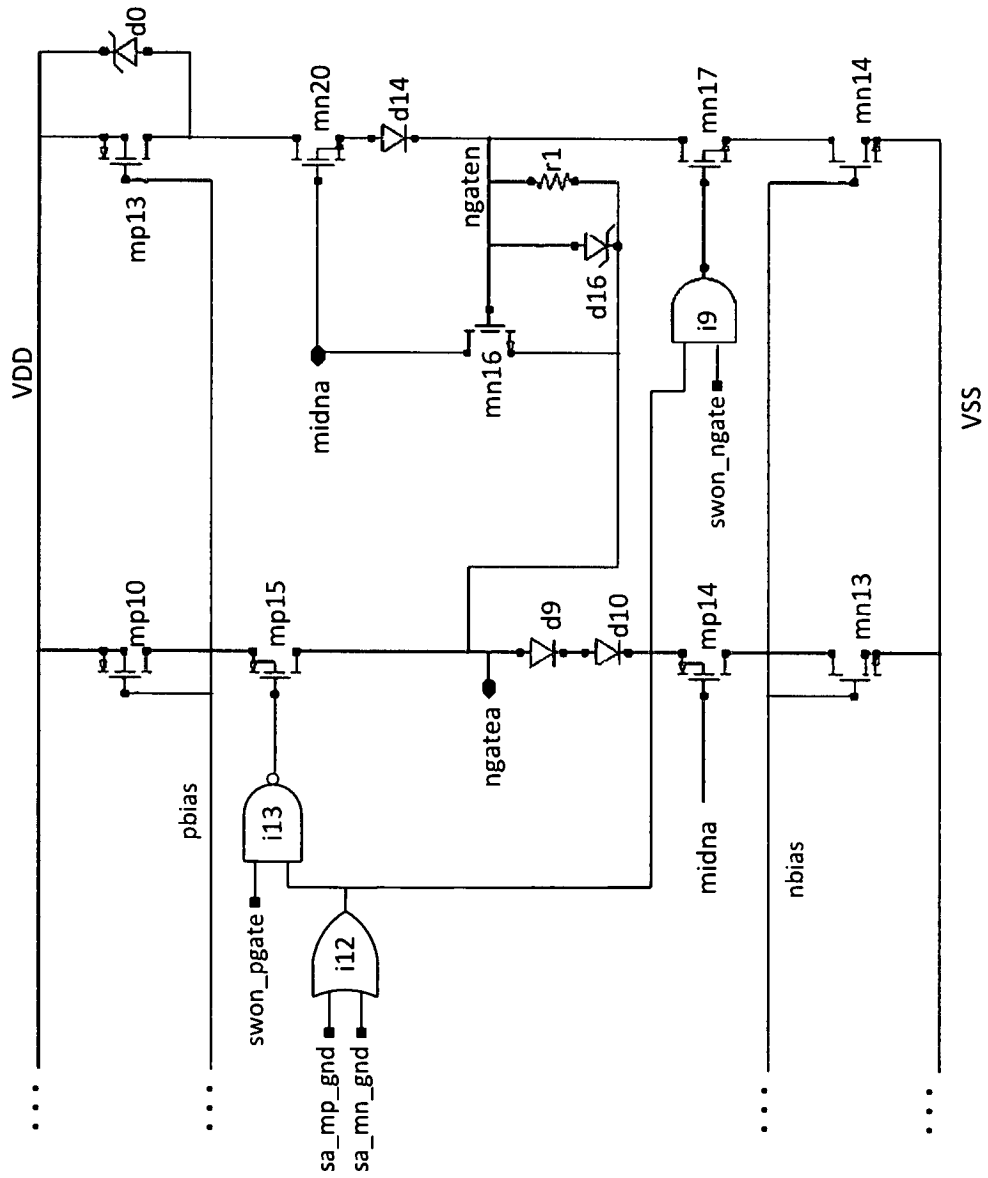 VDD
d0
mp13
mn20
d14
mn17
mn14
ngaten
r1
d16
mn16
midna
i9
swon_ngate
VSS
mp10
mp15
d9
d10
mp14
mn13
ngatea
pbias
i13
swon_pgate
i12
sa_mp_gnd
sa_mn_gnd
midna
nbias
...
...
...
...